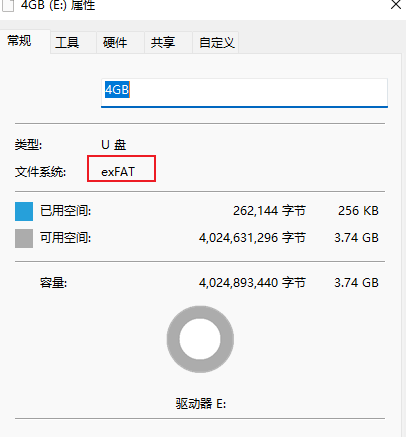 4GB (E:) 属性
常规 工具 硬件 共享 自定义
4GB
类型: U 盘
文件系统: exFAT
已用空间: 262,144 字节 256 KB
可用空间: 4,024,631,296 字节 3.74 GB
容量: 4,024,893,440 字节 3.74 GB
驱动器 E: